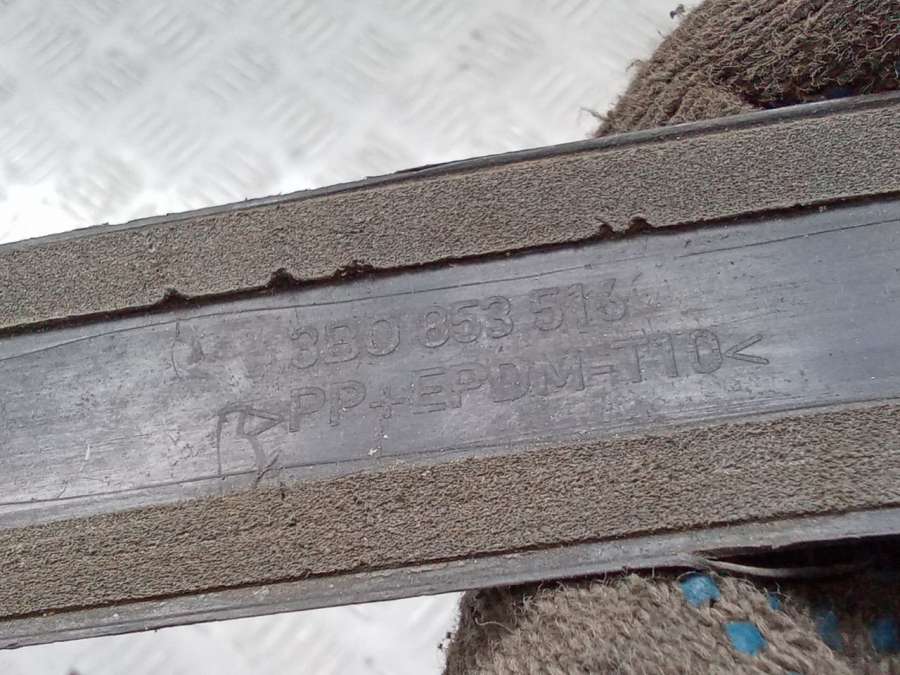 3B0 853 516
>PP+EPDM-T10<